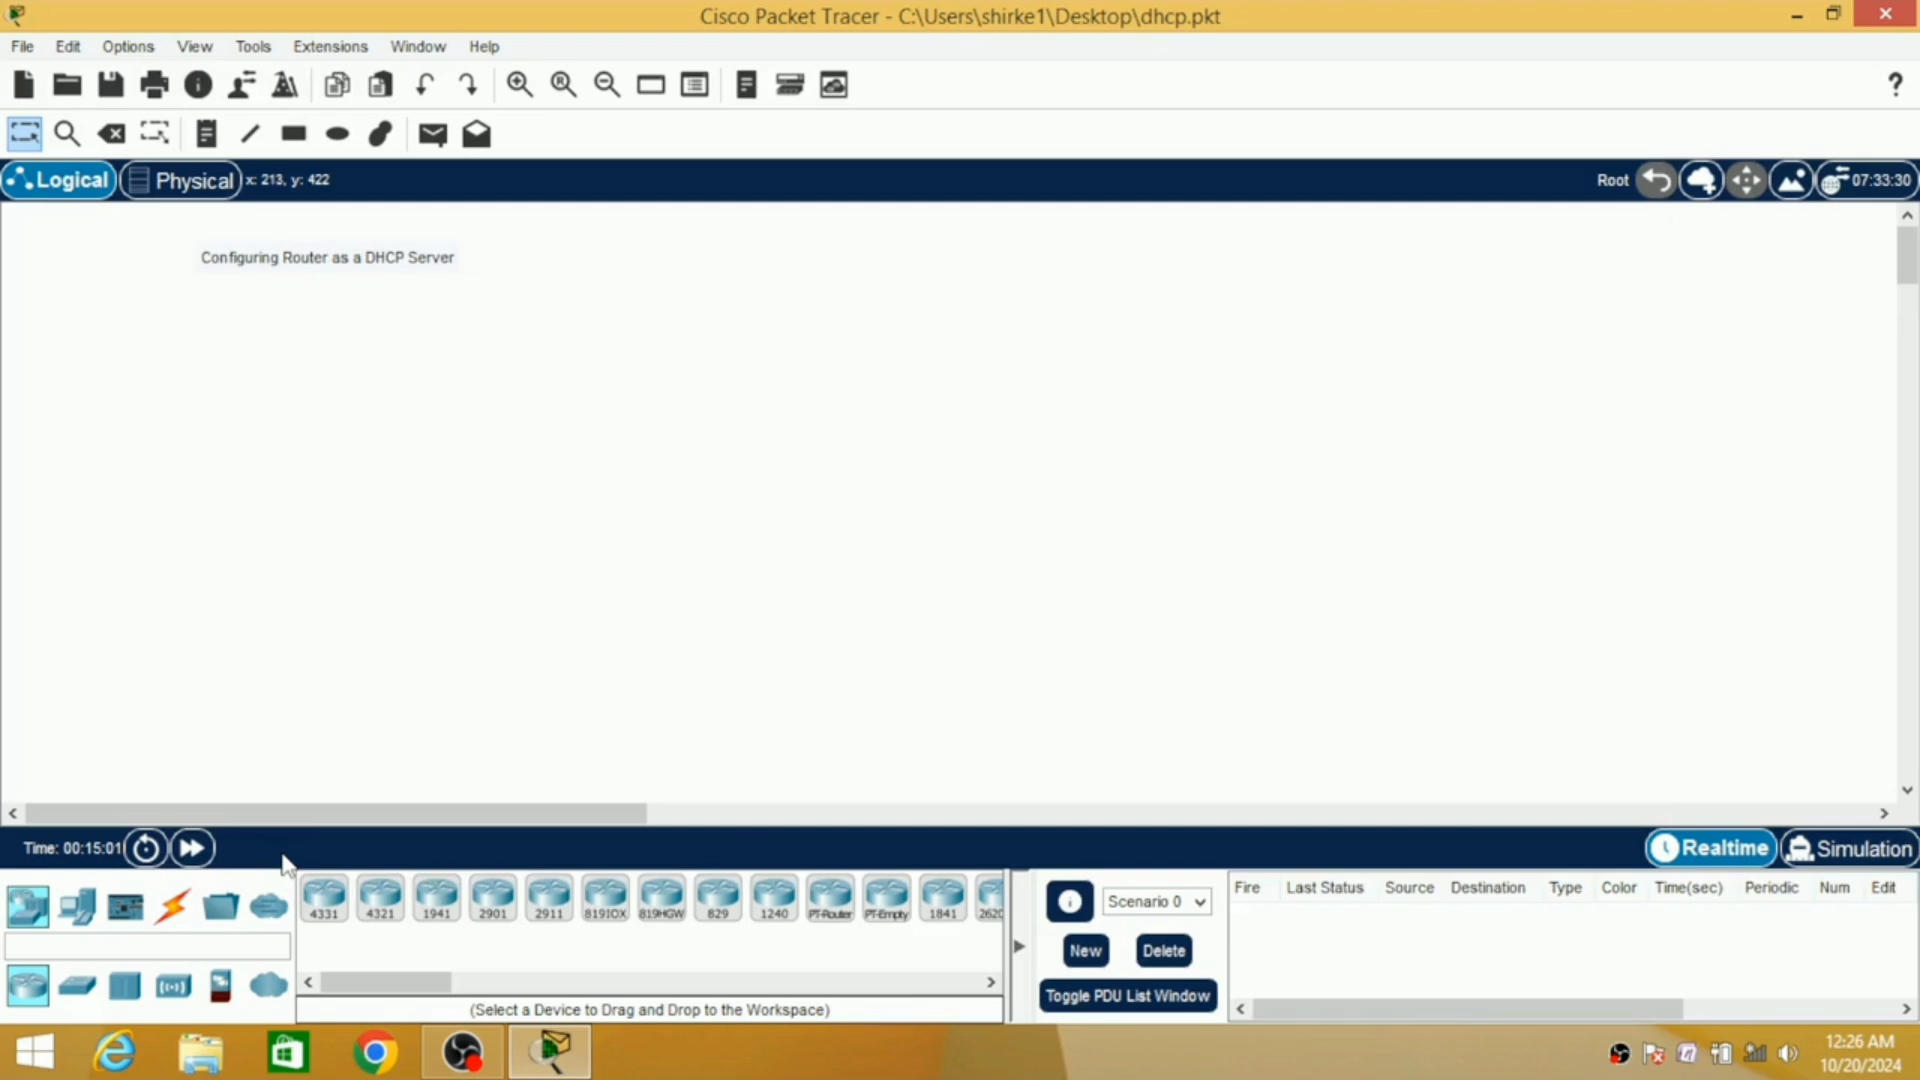 Cisco Packet Tracer - C:\Users\shirke1\Desktop\dhcp.pkt
File Edit Options View Tools Extensions Window Help
?
Logical Physical x: 213, y: 422 Root 07:33:30
Configuring Router as a DHCP Server
Time: 00:15:01 Realtime Simulation
4331 4321 1941 2901 2911 819IOX 819HGW 829 1240 PT-Router PT-Empty 1841 2620
Scenario 0
Fire Last Status Source Destination Type Color Time(sec) Periodic Num Edit
New Delete
Toggle PDU List Window
(Select a Device to Drag and Drop to the Workspace)
12:26 AM
10/20/2024